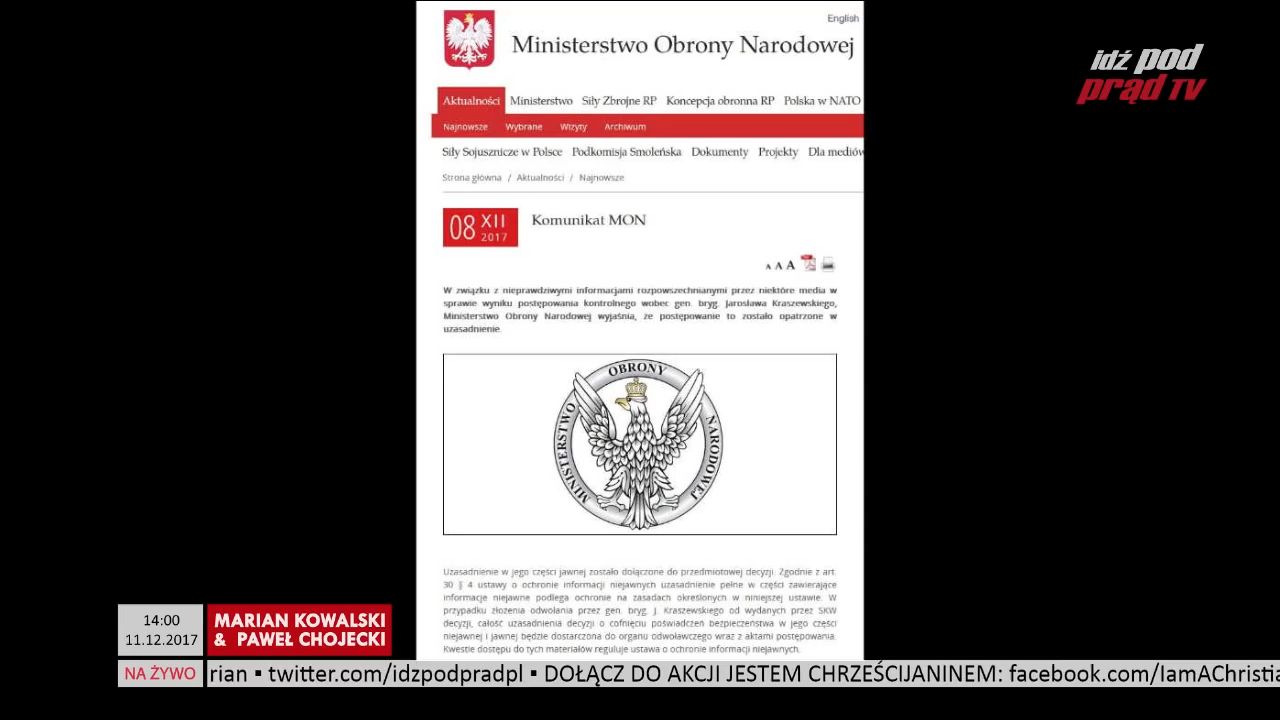 English
Ministerstwo Obrony Narodowej
idź pod
prąd TV
Aktualności Ministerstwo Siły Zbrojne RP Koncepcja obronna RP Polska w NATO
Najnowsze Wybrane Wizyty Archiwum
Siły Sojusznicze w Polsce Podkomisja Smoleńska Dokumenty Projekty Dla mediów
Strona główna / Aktualności / Najnowsze
08 XII
2017
Komunikat MON
A A A
W związku z nieprawdziwymi informacjami rozpowszechnianymi przez niektóre media w
sprawie wyniku postępowania kontrolnego wobec gen. bryg. Jarosława Kraszewskiego,
Ministerstwo Obrony Narodowej wyjaśnia, że postępowanie to zostało opatrzone w
uzasadnienie.
MINISTERSTWO OBRONY NARODOWEJ
Uzasadnienie w jego części jawnej zostało dołączone do przedmiotowej decyzji. Zgodnie z art.
30 § 4 ustawy o ochronie informacji niejawnych uzasadnienie pełne w części zawierające
informacje niejawne podlega ochronie na zasadach określonych w niniejszej ustawie. W
przypadku złożenia odwołania przez gen. bryg. J. Kraszewskiego od wydanych przez SKW
decyzji, całość uzasadnienia decyzji o cofnięciu poświadczeń bezpieczeństwa w jego części
niejawnej i jawnej będzie dostarczona do organu odwoławczego wraz z aktami postępowania.
Kwestie dostępu do tych materiałów reguluje ustawa o ochronie informacji niejawnych.
14:00
11.12.2017
MARIAN KOWALSKI
& PAWEŁ CHOJECKI
NA ŻYWO
rian ▪ twitter.com/idzpodpradpl ▪ DOŁĄCZ DO AKCJI JESTEM CHRZEŚCIJANINEM: facebook.com/IamAChristia